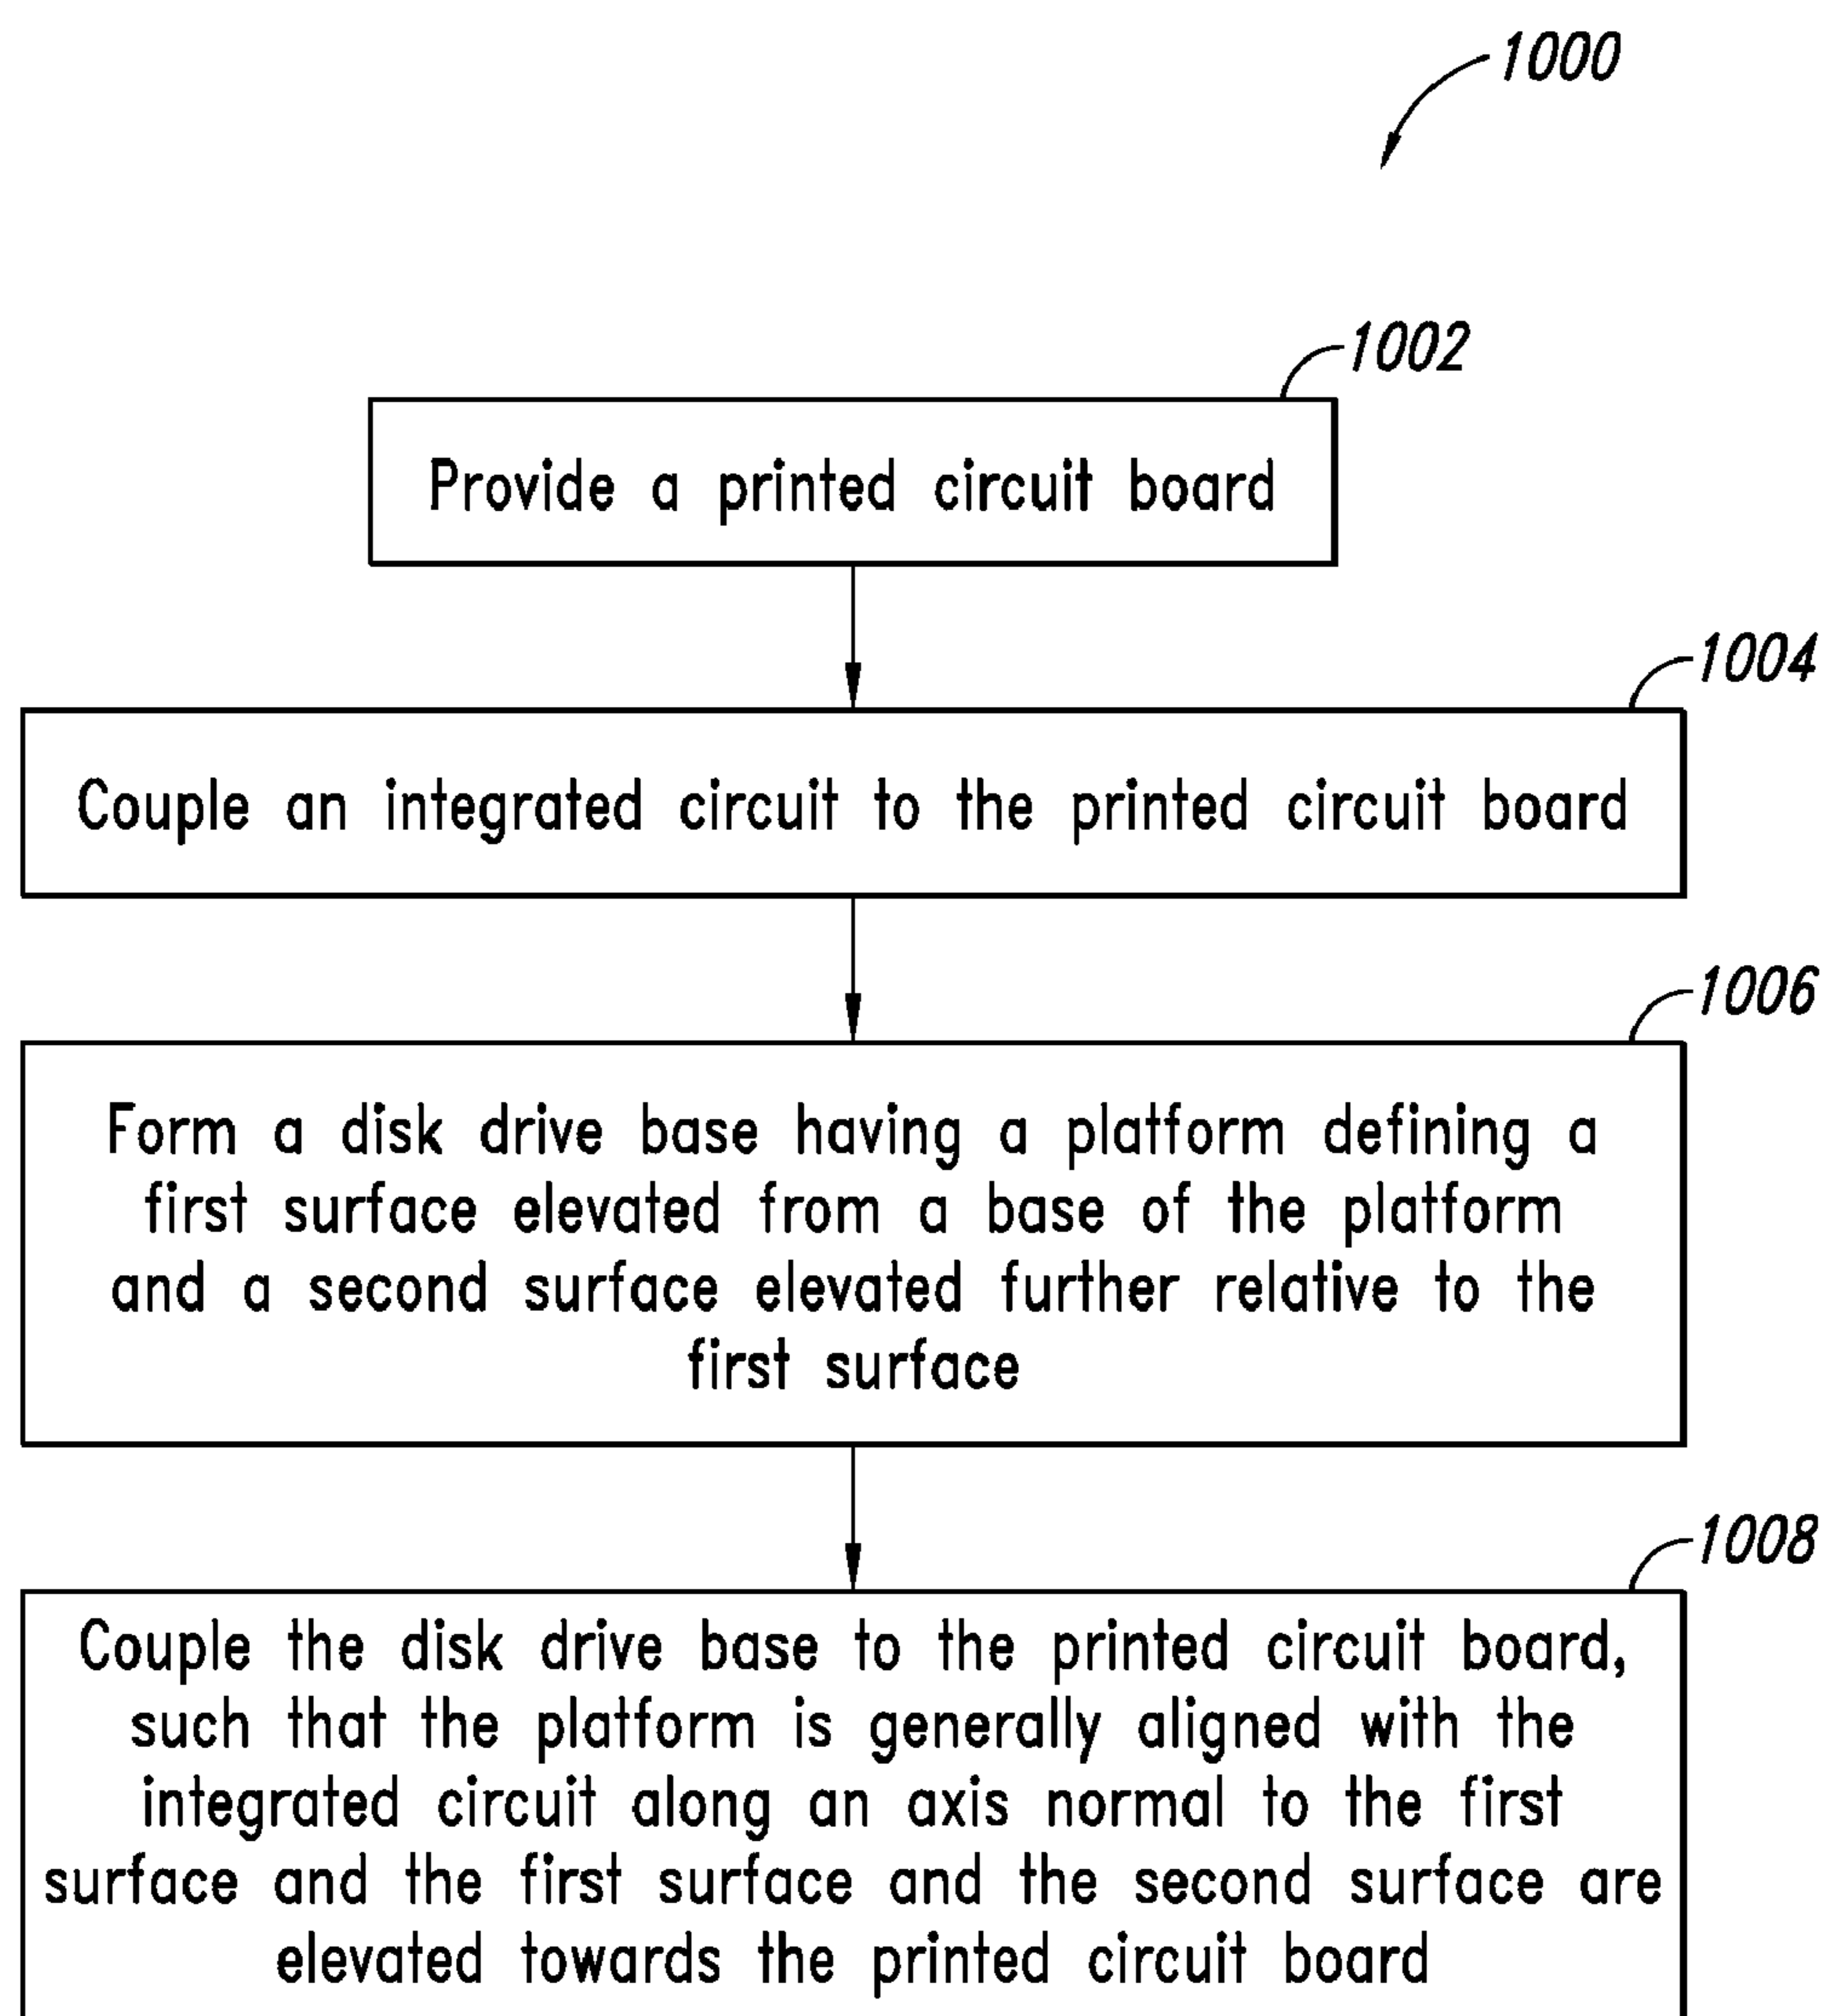 1000
1002
Provide a printed circuit board
1004
Couple an integrated circuit to the printed circuit board
1006
Form a disk drive base having a platform defining a
first surface elevated from a base of the platform
and a second surface elevated further relative to the
first surface
1008
Couple the disk drive base to the printed circuit board,
such that the platform is generally aligned with the
integrated circuit along an axis normal to the first
surface and the first surface and the second surface are
elevated towards the printed circuit board